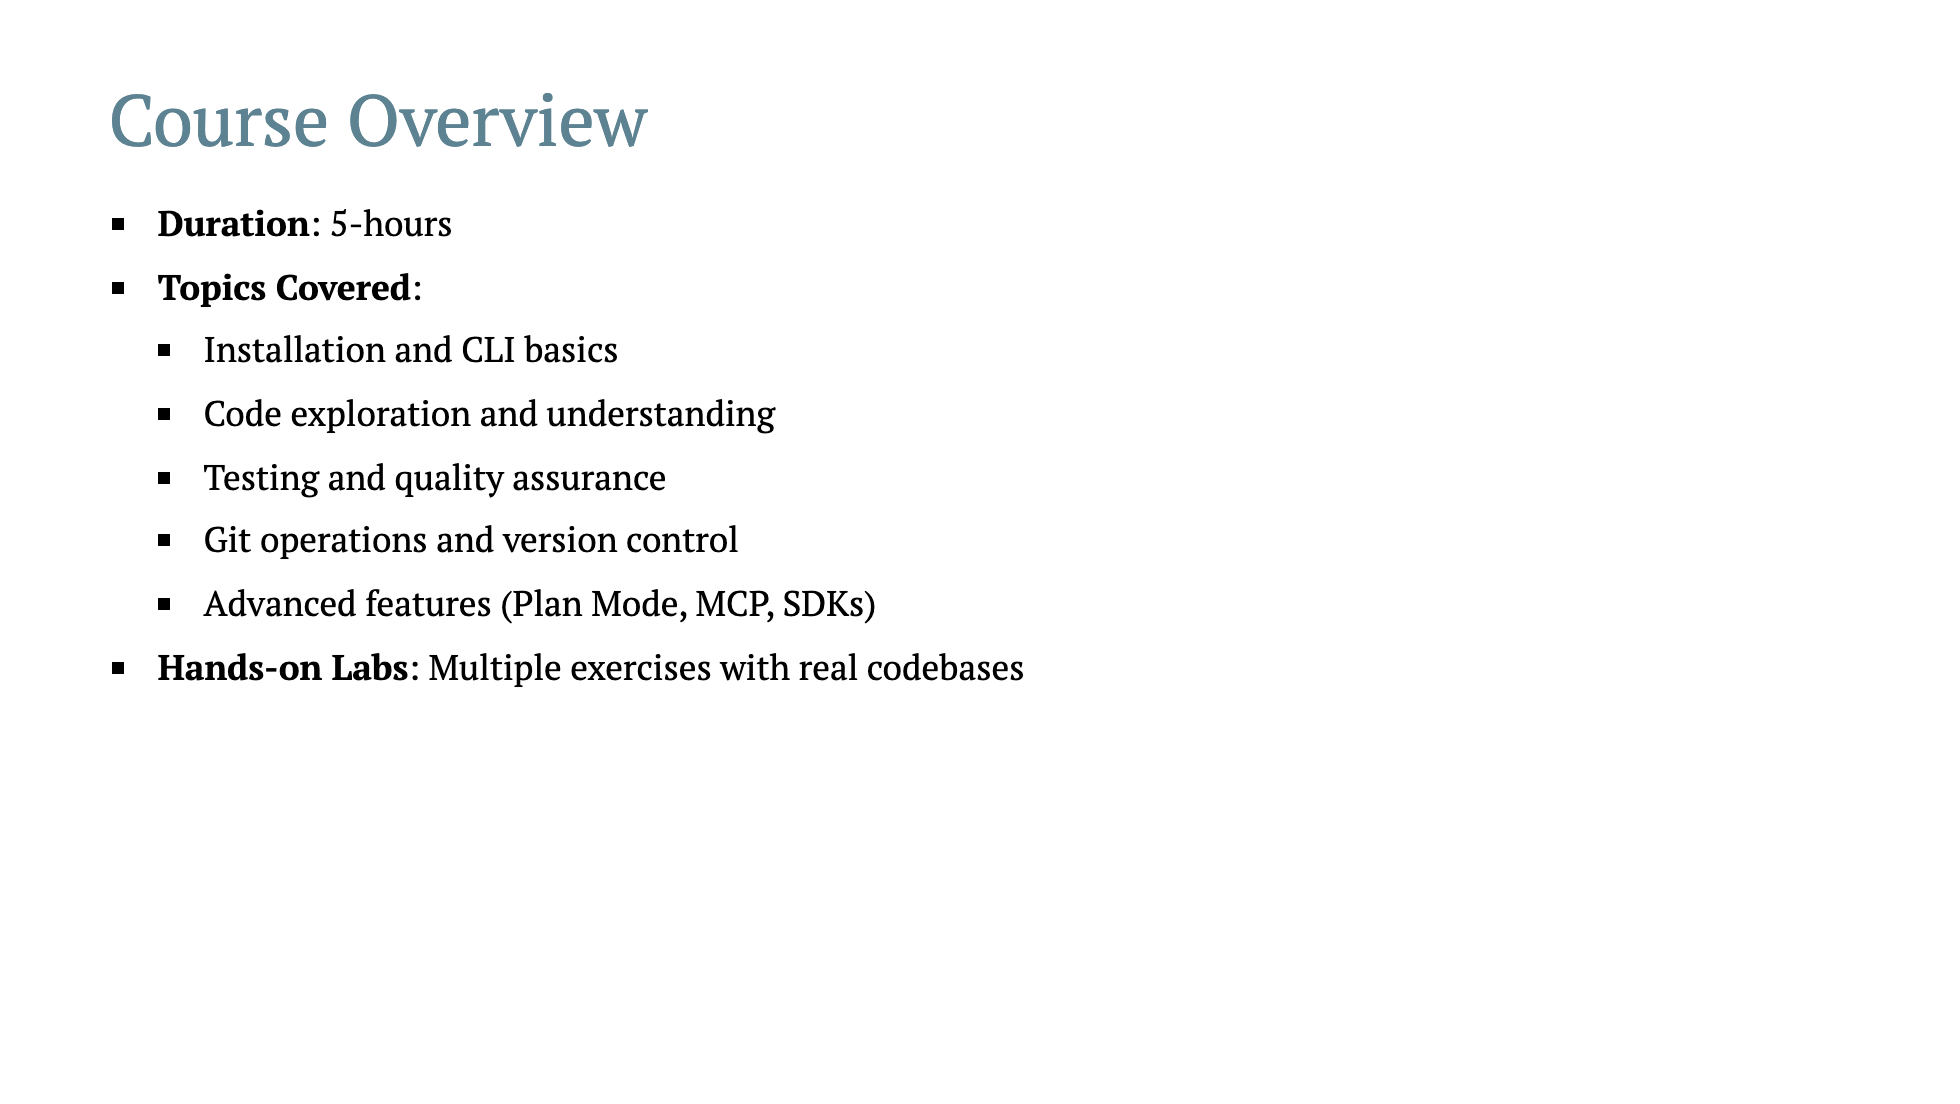 Course Overview
Duration: 5-hours
Topics Covered:
Installation and CLI basics
Code exploration and understanding
Testing and quality assurance
Git operations and version control
Advanced features (Plan Mode, MCP, SDKs)
Hands-on Labs: Multiple exercises with real codebases